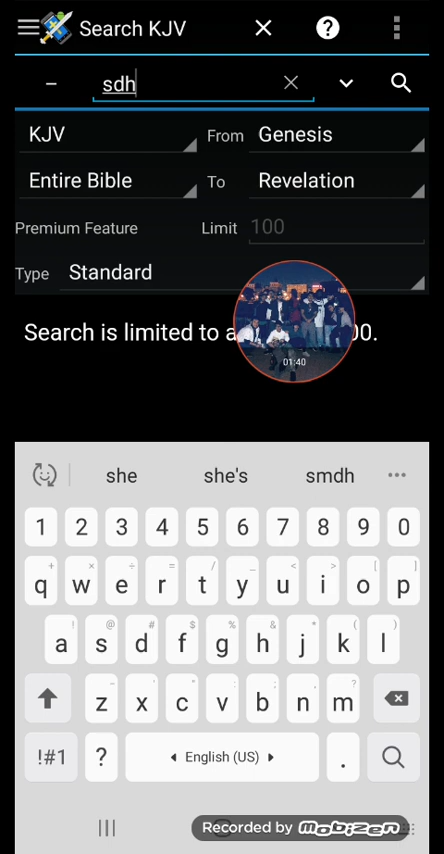 Search KJV
sdh
KJV From Genesis
Entire Bible To Revelation
Premium Feature Limit 100
Type Standard
Search is limited to a 00.
01:40
she she's smdh
1 2 3 4 5 6 7 8 9 0
+ × ÷ = / _ < > [ ]
q w e r t y u i o p
! @ # $ % & * ( )
a s d f g h j k l
- ' " : ; , ?
z x c v b n m
!#1 ? English (US) .
Recorded by MOBIZEN